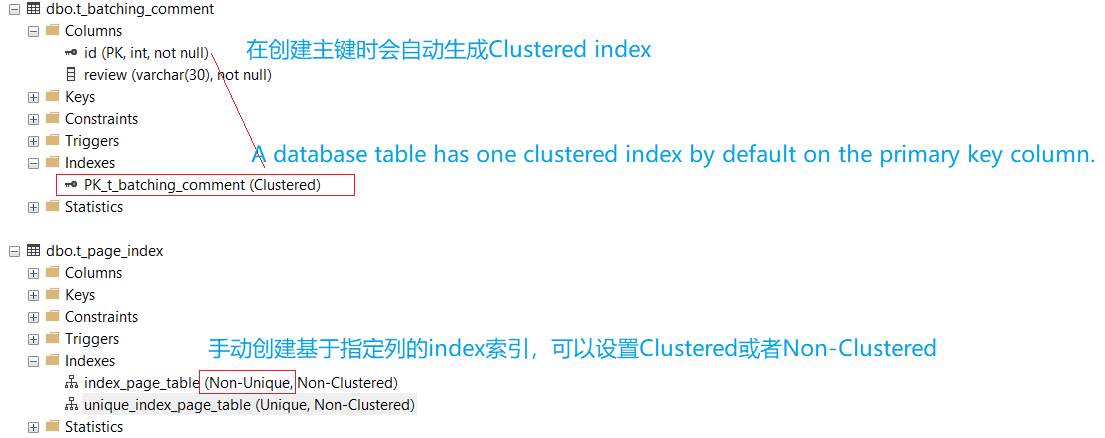 dbo.t_batching_comment
Columns
id (PK, int, not null)
在创建主键时会自动生成Clustered index
review (varchar(30), not null)
Keys
Constraints
Triggers
A database table has one clustered index by default on the primary key column.
Indexes
PK_t_batching_comment (Clustered)
Statistics
dbo.t_page_index
Columns
Keys
Constraints
Triggers
手动创建基于指定列的index索引，可以设置Clustered或者Non-Clustered
Indexes
index_page_table (Non-Unique, Non-Clustered)
unique_index_page_table (Unique, Non-Clustered)
Statistics